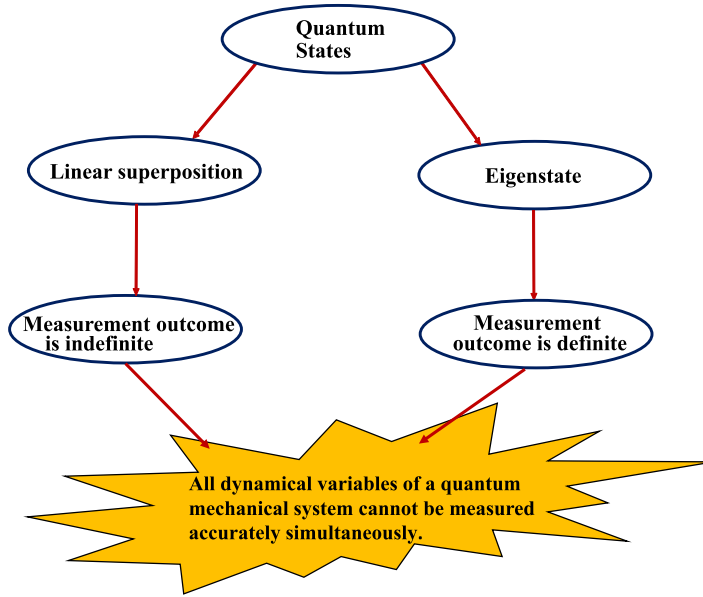 Quantum
States
Linear superposition
Eigenstate
Measurement outcome
is indefinite
Measurement
outcome is definite
All dynamical variables of a quantum
mechanical system cannot be measured
accurately simultaneously.